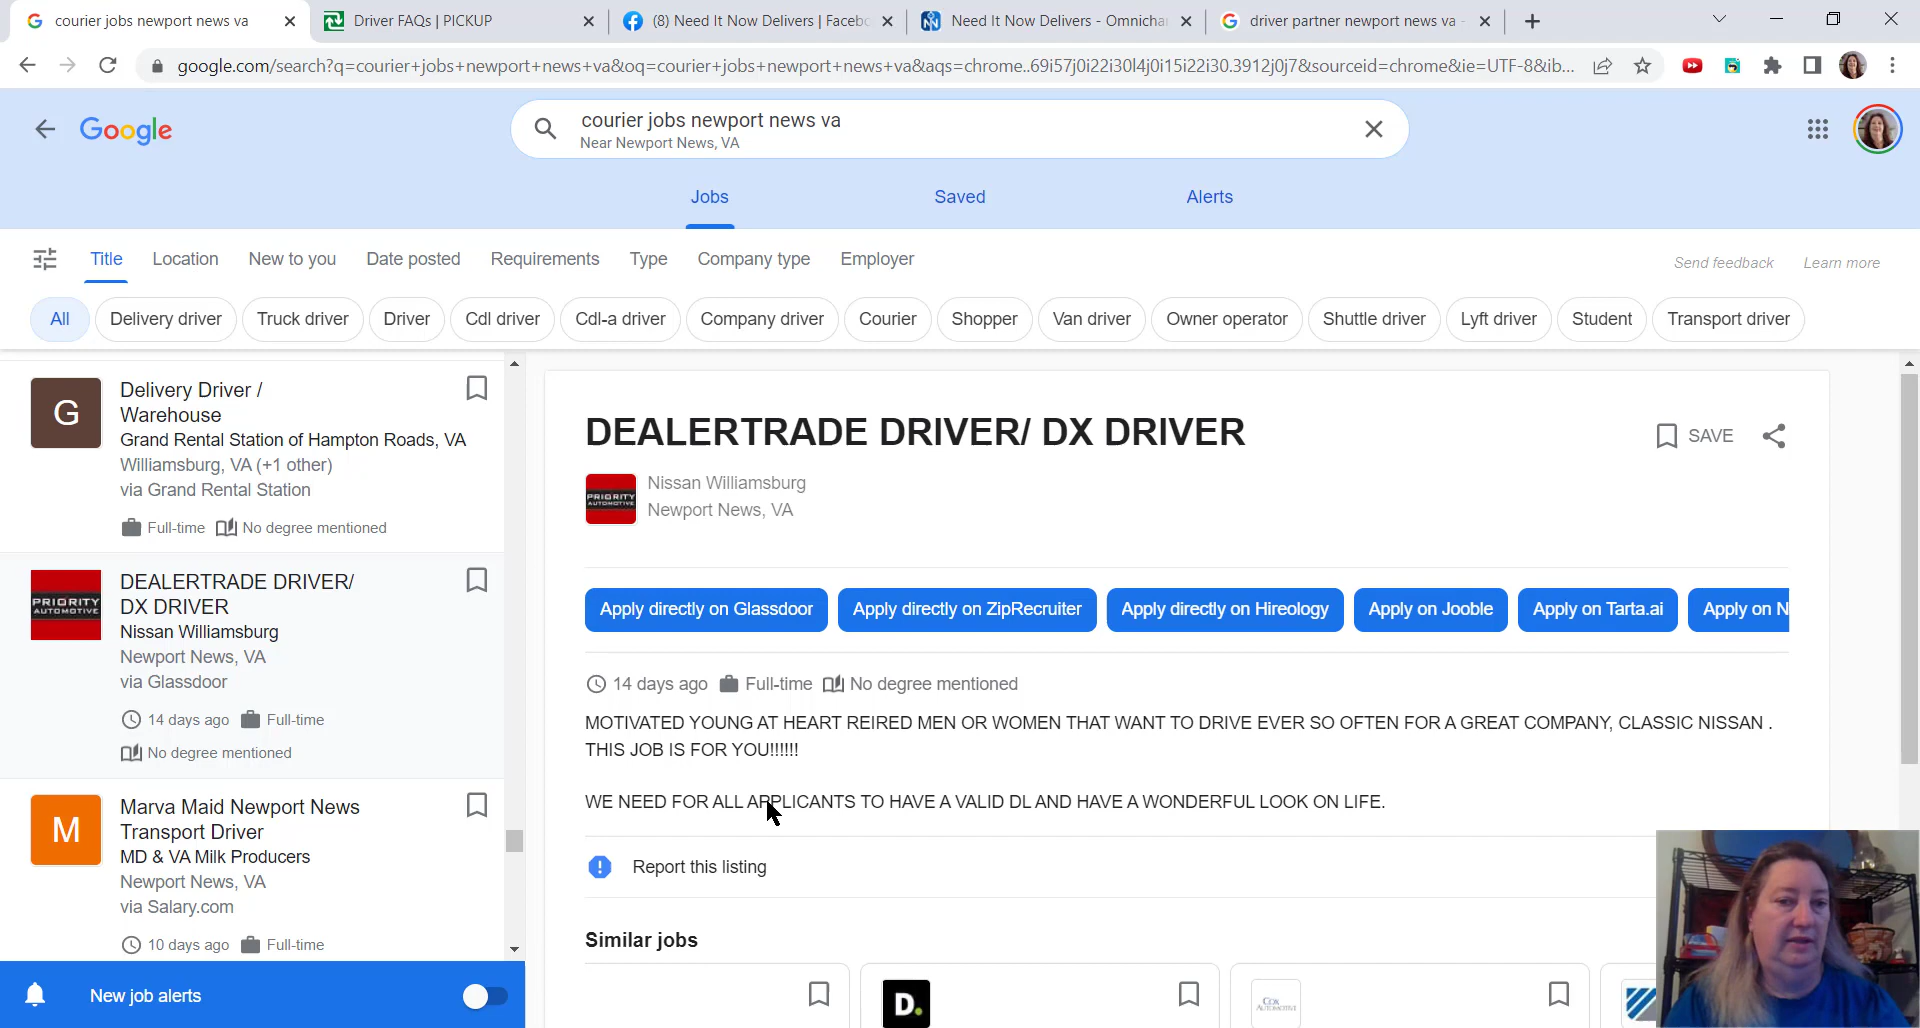 courier jobs newport news va
Driver FAQs | PICKUP
(8) Need It Now Delivers | Facebo
Need It Now Delivers - Omnichan
driver partner newport news va -
google.com/search?q=courier+jobs+newport+news+va&oq=courier+jobs+newport+news+va&aqs=chrome..69i57j0i22i30l4j0i15i22i30.3912j0j7&sourceid=chrome&ie=UTF-8&ib...
Google
courier jobs newport news va
Near Newport News, VA
Jobs
Saved
Alerts
Title
Location
New to you
Date posted
Requirements
Type
Company type
Employer
Send feedback
Learn more
All
Delivery driver
Truck driver
Driver
Cdl driver
Cdl-a driver
Company driver
Courier
Shopper
Van driver
Owner operator
Shuttle driver
Lyft driver
Student
Transport driver
G
Delivery Driver /
Warehouse
Grand Rental Station of Hampton Roads, VA
Williamsburg, VA (+1 other)
via Grand Rental Station
Full-time
No degree mentioned
PRIORITY
AUTOMOTIVE
DEALERTRADE DRIVER/
DX DRIVER
Nissan Williamsburg
Newport News, VA
via Glassdoor
14 days ago
Full-time
No degree mentioned
M
Marva Maid Newport News
Transport Driver
MD & VA Milk Producers
Newport News, VA
via Salary.com
10 days ago
Full-time
New job alerts
DEALERTRADE DRIVER/ DX DRIVER
SAVE
PRIORITY
AUTOMOTIVE
Nissan Williamsburg
Newport News, VA
Apply directly on Glassdoor
Apply directly on ZipRecruiter
Apply directly on Hireology
Apply on Jooble
Apply on Tarta.ai
Apply on N
14 days ago
Full-time
No degree mentioned
MOTIVATED YOUNG AT HEART REIRED MEN OR WOMEN THAT WANT TO DRIVE EVER SO OFTEN FOR A GREAT COMPANY, CLASSIC NISSAN .
THIS JOB IS FOR YOU!!!!!!
WE NEED FOR ALL APPLICANTS TO HAVE A VALID DL AND HAVE A WONDERFUL LOOK ON LIFE.
Report this listing
Similar jobs
D.
COX
AUTOMOTIVE